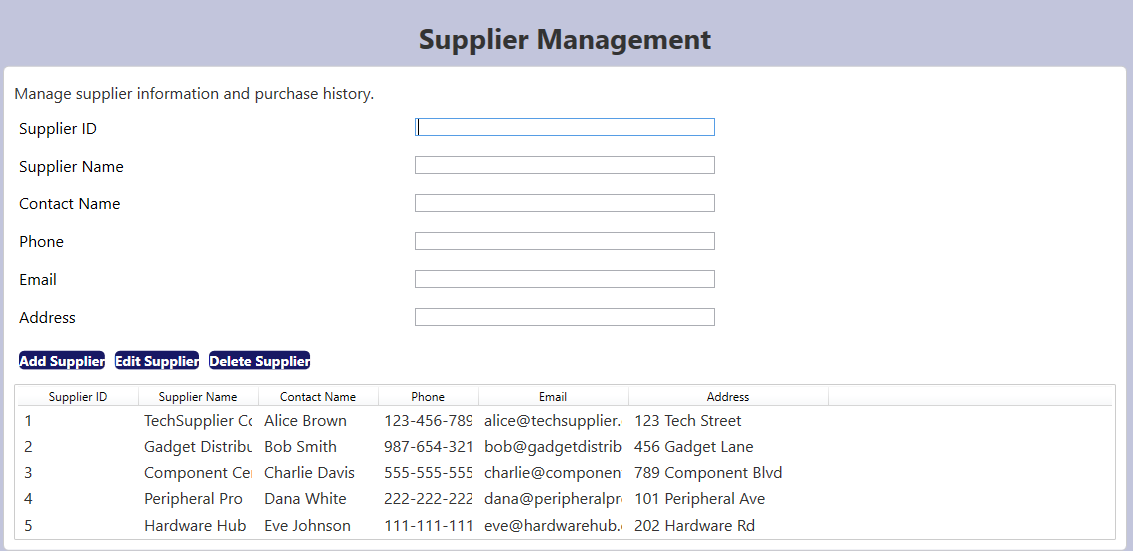 Supplier Management
Manage supplier information and purchase history.
Supplier ID
Supplier Name
Contact Name
Phone
Email
Address
Add Supplier Edit Supplier Delete Supplier
Supplier ID Supplier Name Contact Name Phone Email Address
1 TechSupplier Alice Brown 123-456-789 alice@techsupplier. 123 Tech Street
2 Gadget Distribu Bob Smith 987-654-321 bob@gadgetdistrib 456 Gadget Lane
3 Component Cei Charlie Davis 555-555-555 charlie@componen 789 Component Blvd
4 Peripheral Pro Dana White 222-222-222 dana@peripheralpr 101 Peripheral Ave
5 Hardware Hub Eve Johnson 111-111-111 eve@hardwarehub. 202 Hardware Rd